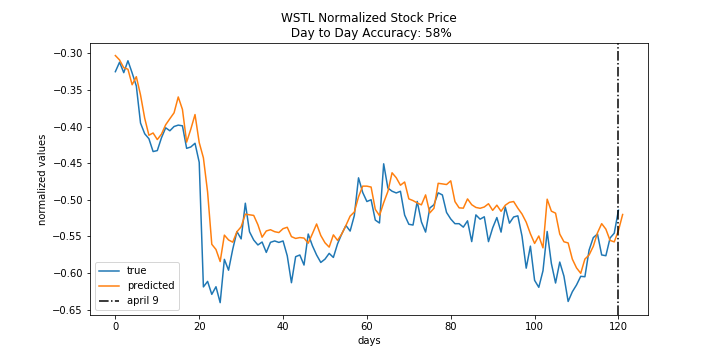 WSTL Normalized Stock Price
Day to Day Accuracy: 58%
normalized values
−0.30
−0.35
−0.40
−0.45
−0.50
−0.55
−0.60
−0.65
true
predicted
april 9
0
20
40
60
80
100
120
days